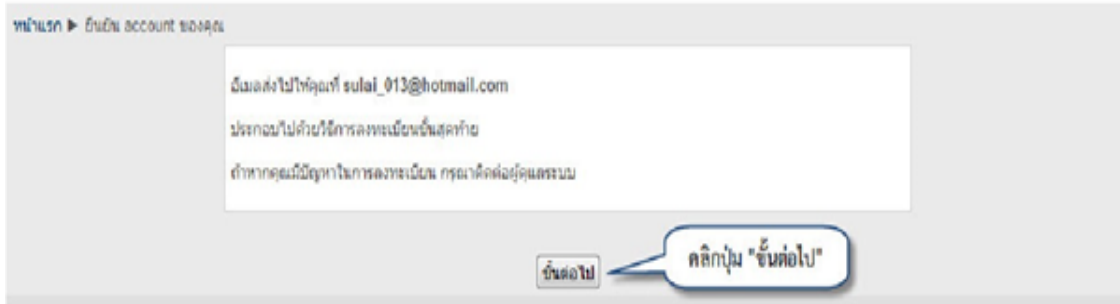 หน้าแรก ▶ ยืนยัน account ของคุณ
อีเมลส่งไปให้คุณที่ sulai_013@hotmail.com
ประกอบไปด้วยวิธีการลงทะเบียนขั้นสุดท้าย
ถ้าหากคุณมีปัญหาในการลงทะเบียน กรุณาติดต่อผู้ดูแลระบบ
ขั้นต่อไป
คลิกปุ่ม "ขั้นต่อไป"